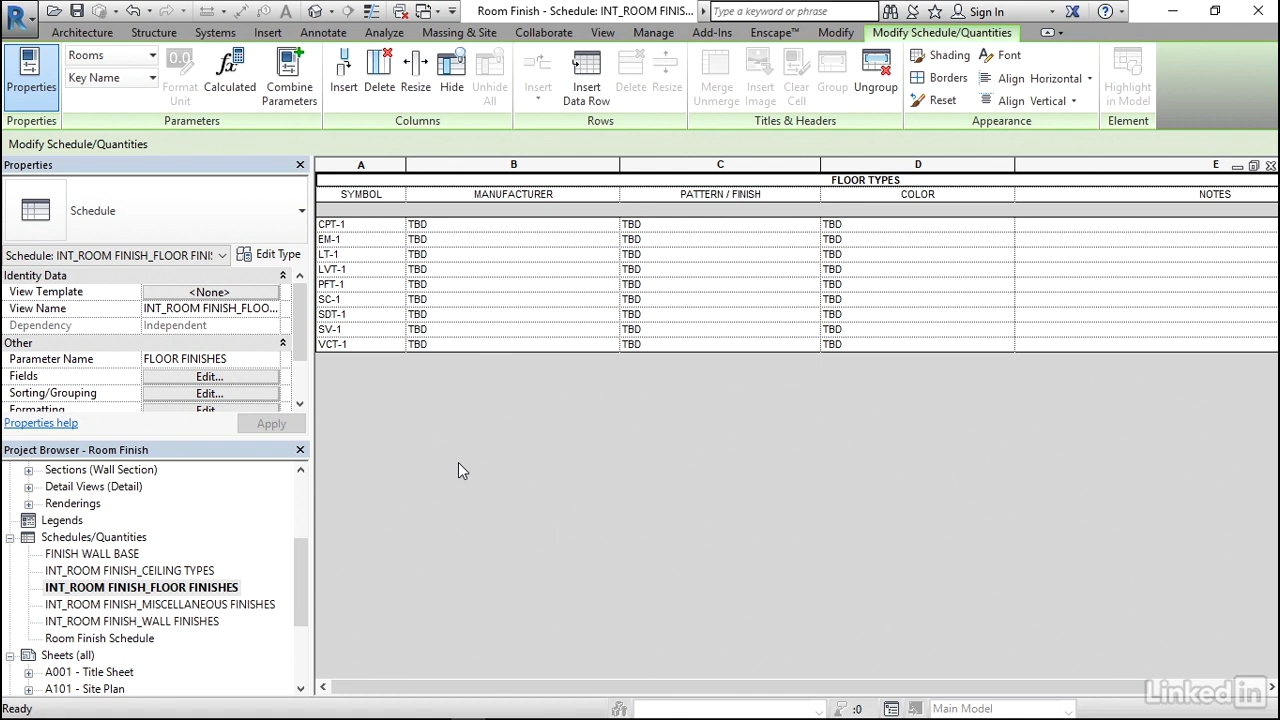 R Room Finish - Schedule: INT_ROOM FINIS... Type a keyword or phrase Sign In
Architecture Structure Systems Insert Annotate Analyze Massing & Site Collaborate View Manage Add-Ins Enscape™ Modify Modify Schedule/Quantities
Rooms Shading Font
Key Name Borders Align Horizontal
Properties Format Unit Calculated Combine Parameters Insert Delete Resize Hide Unhide All Insert Insert Data Row Delete Resize Merge Unmerge Insert Image Clear Cell Group Ungroup Reset Align Vertical Highlight in Model
Properties Parameters Columns Rows Titles & Headers Appearance Element
Modify Schedule/Quantities
Properties
Schedule
Schedule: INT_ROOM FINISH_FLOOR FINI: Edit Type
Identity Data
View Template <None>
View Name INT_ROOM FINISH_FLOO...
Dependency Independent
Other
Parameter Name FLOOR FINISHES
Fields Edit...
Sorting/Grouping Edit...
Formatting Edit...
Properties help Apply
Project Browser - Room Finish
Sections (Wall Section)
Detail Views (Detail)
Renderings
Legends
Schedules/Quantities
FINISH WALL BASE
INT_ROOM FINISH_CEILING TYPES
INT_ROOM FINISH_FLOOR FINISHES
INT_ROOM FINISH_MISCELLANEOUS FINISHES
INT_ROOM FINISH_WALL FINISHES
Room Finish Schedule
Sheets (all)
A001 - Title Sheet
A101 - Site Plan
A B C D E
FLOOR TYPES
SYMBOL MANUFACTURER PATTERN / FINISH COLOR NOTES
CPT-1 TBD TBD TBD
EM-1 TBD TBD TBD
LT-1 TBD TBD TBD
LVT-1 TBD TBD TBD
PFT-1 TBD TBD TBD
SC-1 TBD TBD TBD
SDT-1 TBD TBD TBD
SV-1 TBD TBD TBD
VCT-1 TBD TBD TBD
Ready :0 Main Model
Linked in